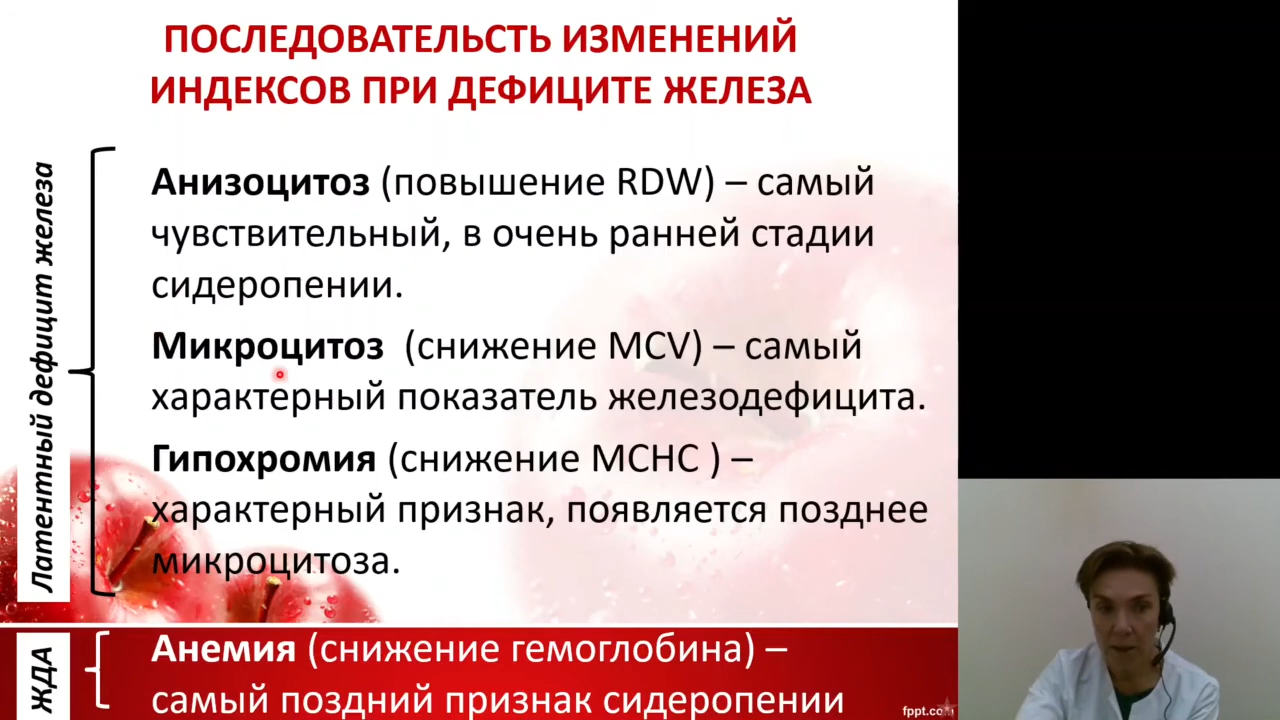 ПОСЛЕДОВАТЕЛЬСТЬ ИЗМЕНЕНИЙ
ИНДЕКСОВ ПРИ ДЕФИЦИТЕ ЖЕЛЕЗА
Латентный дефицит железа
Анизоцитоз (повышение RDW) – самый
чувствительный, в очень ранней стадии
сидеропении.
Микроцитоз (снижение MCV) – самый
характерный показатель железодефицита.
Гипохромия (снижение МСНС ) –
характерный признак, появляется позднее
микроцитоза.
ЖДА
Анемия (снижение гемоглобина) –
самый поздний признак сидеропении
fppt.com